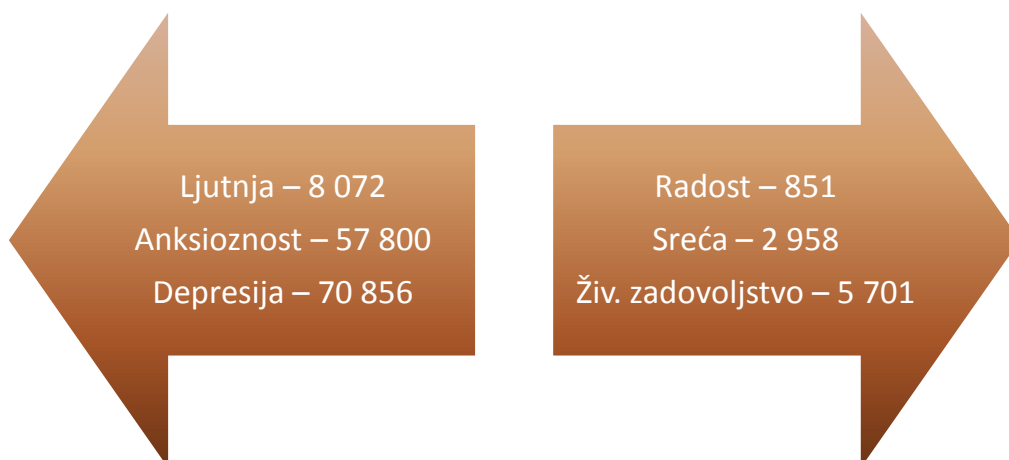 Ljutnja – 8 072
Anksioznost – 57 800
Depresija – 70 856
Radost – 851
Sreća – 2 958
Živ. zadovoljstvo – 5 701